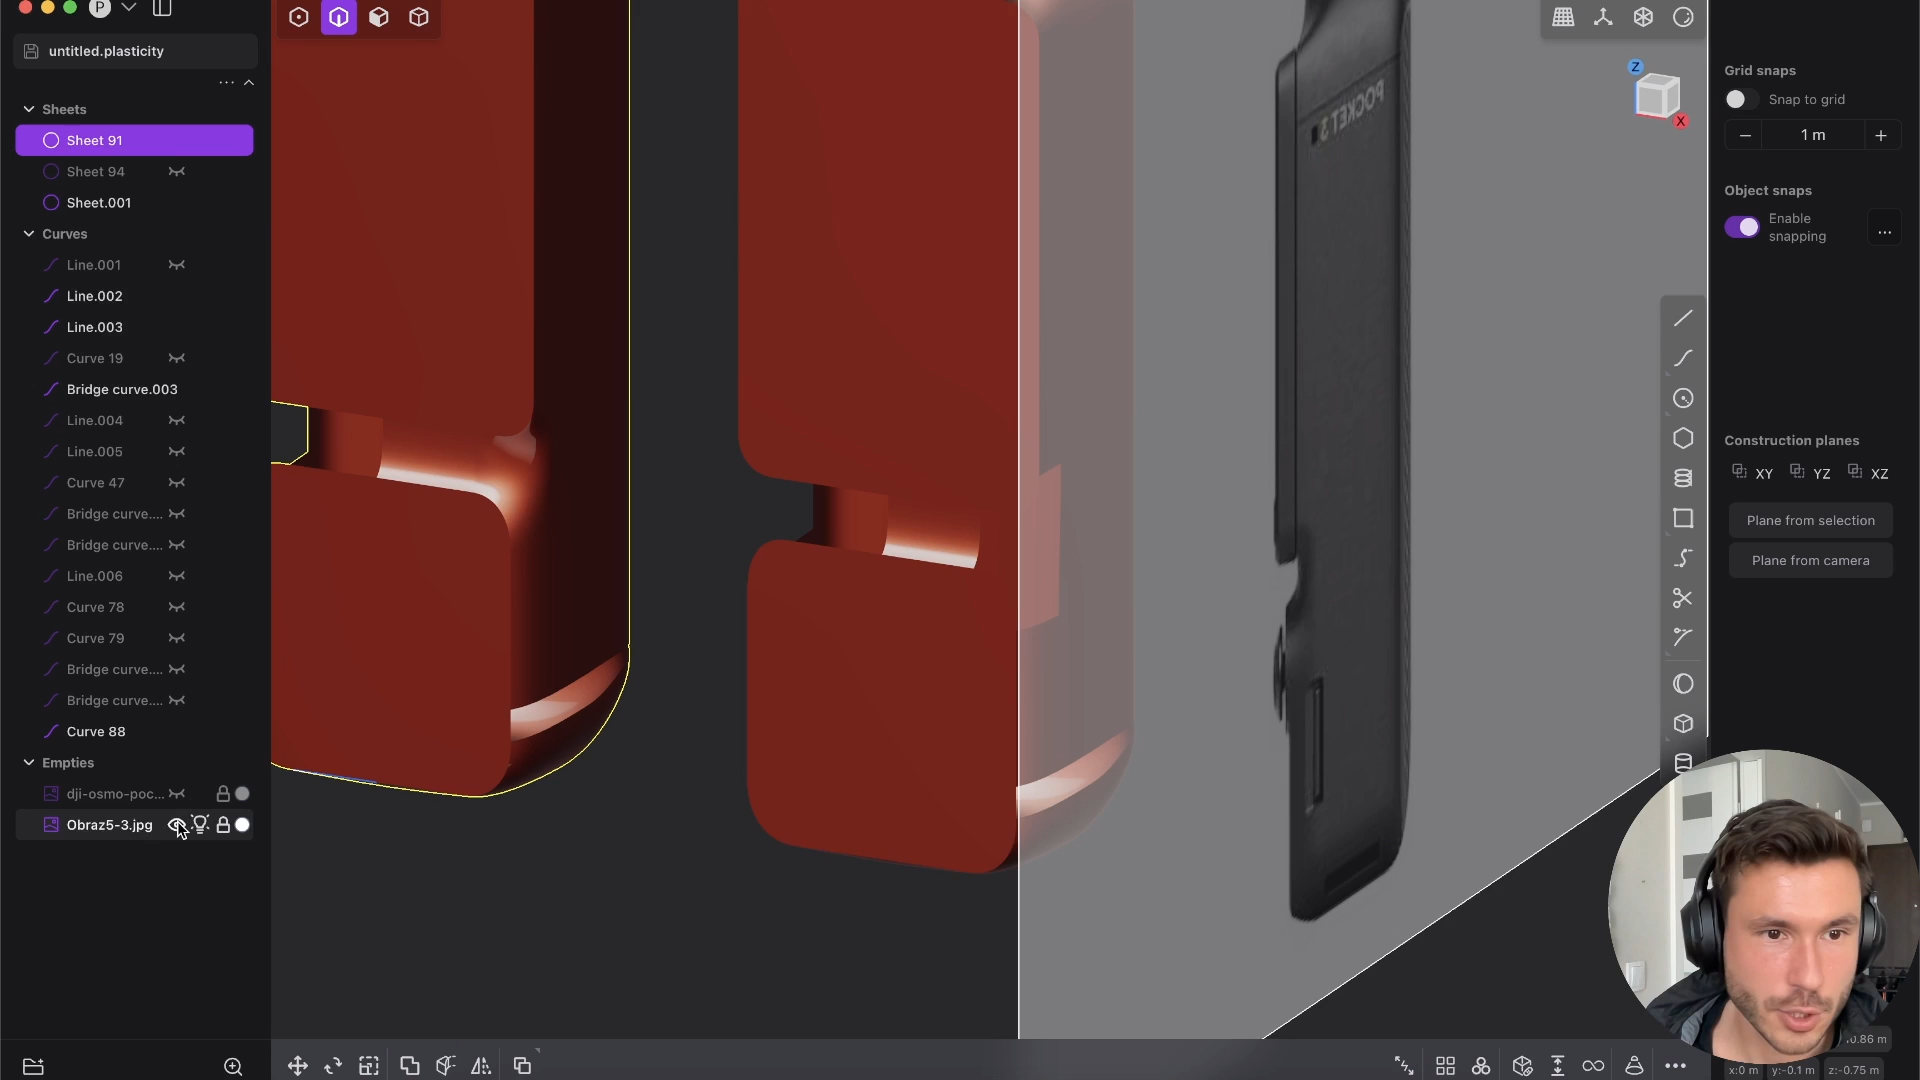 P
untitled.plasticity
Sheets
Sheet 91
Sheet 94
Sheet.001
Curves
Line.001
Line.002
Line.003
Curve 19
Bridge curve.003
Line.004
Line.005
Curve 47
Bridge curve....
Bridge curve....
Line.006
Curve 78
Curve 79
Bridge curve....
Bridge curve....
Curve 88
Empties
dji-osmo-poc...
Obraz5-3.jpg
POCKET 3
Z
X
Grid snaps
Snap to grid
1 m
Object snaps
Enable
snapping
...
Construction planes
XY YZ XZ
Plane from selection
Plane from camera
x:0 m y:-0.1 m z:-0.75 m